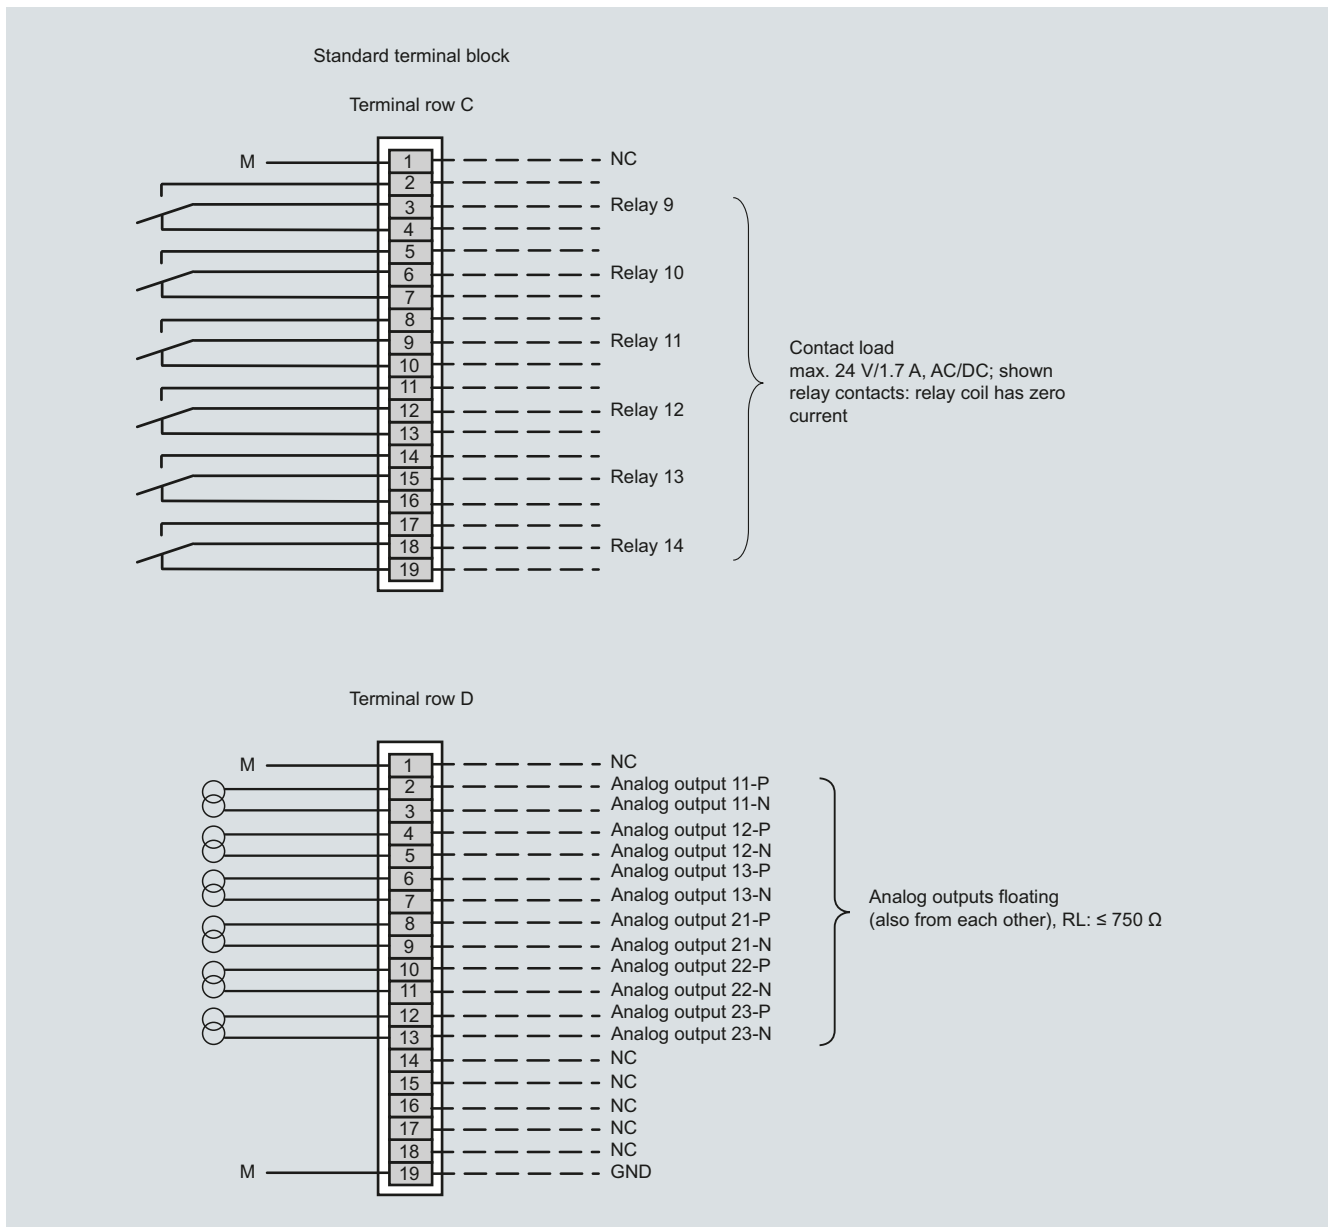 Standard terminal block
Terminal row C
M 1 NC
2
3 Relay 9
4
5
6 Relay 10
7
8
9 Relay 11
10
11
12 Relay 12
13
14
15 Relay 13
16
17
18 Relay 14
19
Contact load
max. 24 V/1.7 A, AC/DC; shown
relay contacts: relay coil has zero
current
Terminal row D
M 1 NC
2 Analog output 11-P
3 Analog output 11-N
4 Analog output 12-P
5 Analog output 12-N
6 Analog output 13-P
7 Analog output 13-N
8 Analog output 21-P
9 Analog output 21-N
10 Analog output 22-P
11 Analog output 22-N
12 Analog output 23-P
13 Analog output 23-N
14 NC
15 NC
16 NC
17 NC
18 NC
M 19 GND
Analog outputs floating
(also from each other), RL: ≤ 750 Ω